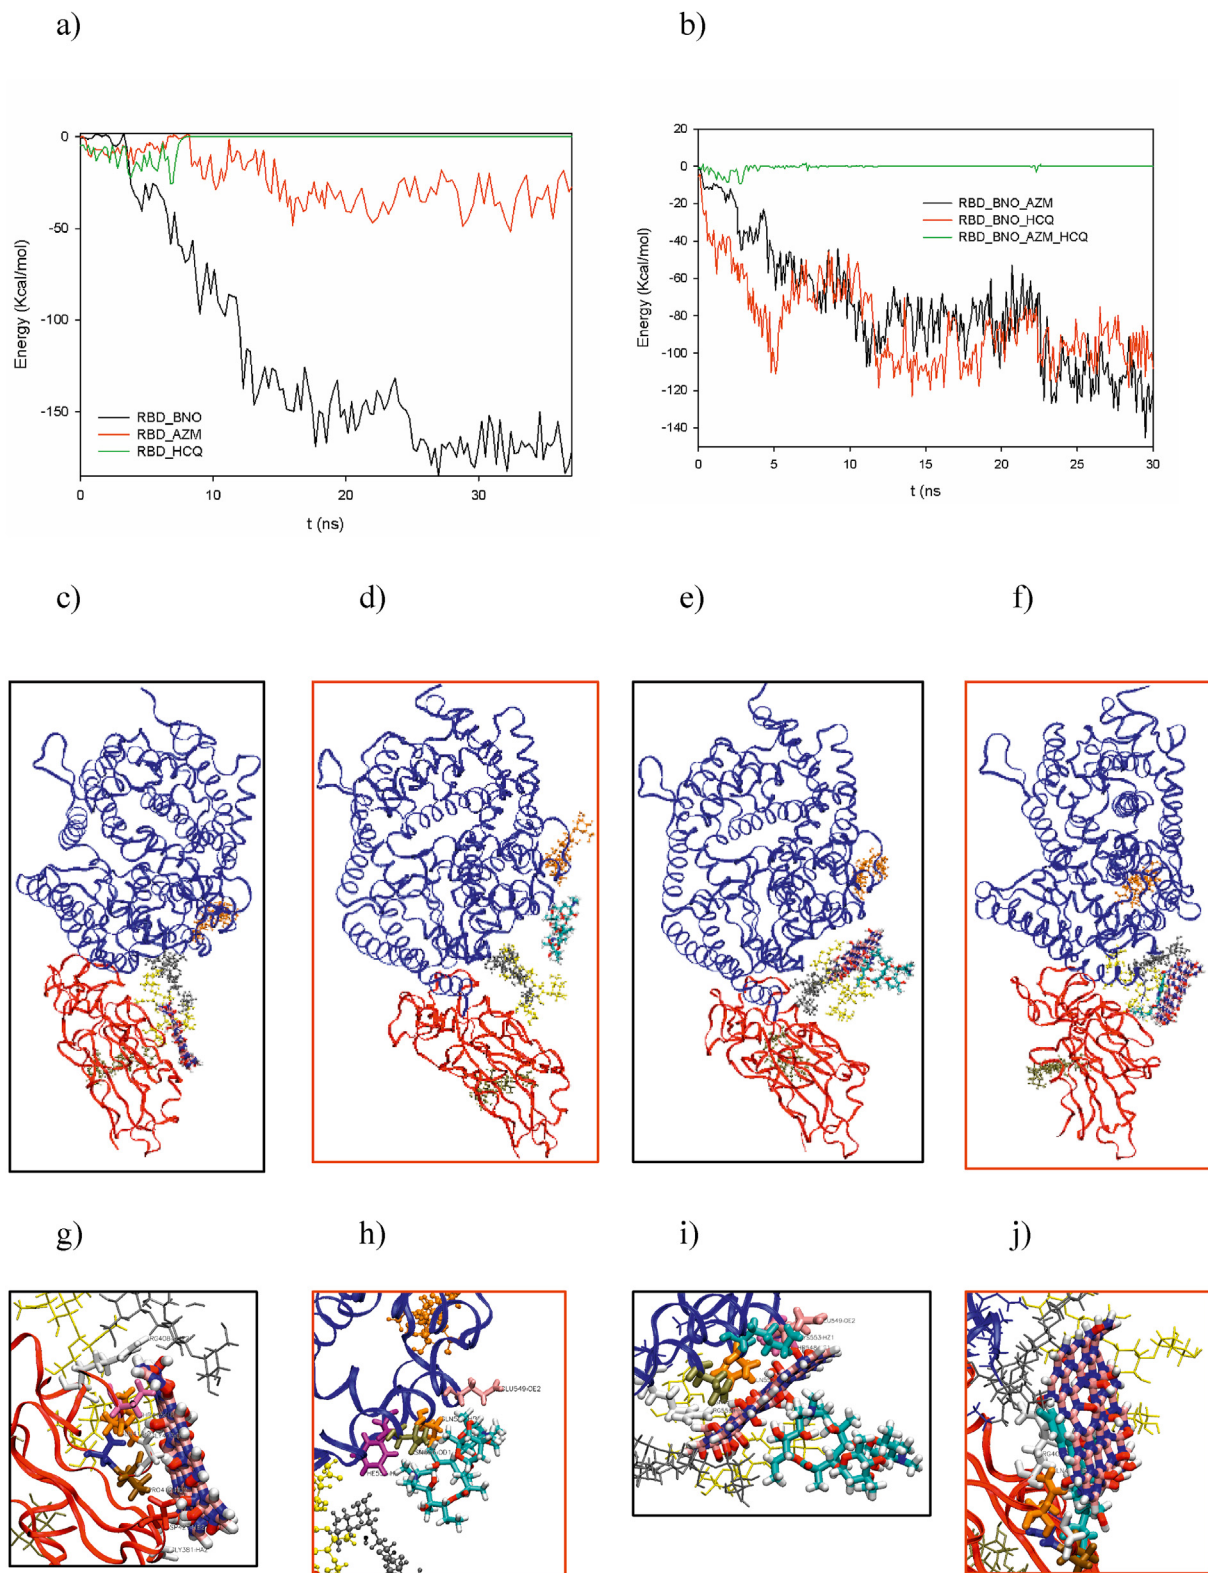 a)
b)
Energy (Kcal/mol)
0
-50
-100
-150
RBD_BNO
RBD_AZM
RBD_HCQ
0
10
20
30
t (ns)
Energy (Kcal/mol)
20
0
-20
-40
-60
-80
-100
-120
-140
RBD_BNO_AZM
RBD_BNO_HCQ
RBD_BNO_AZM_HCQ
0
5
10
15
20
25
30
t (ns
c)
d)
e)
f)
g)
h)
i)
j)
GLU549:OE2